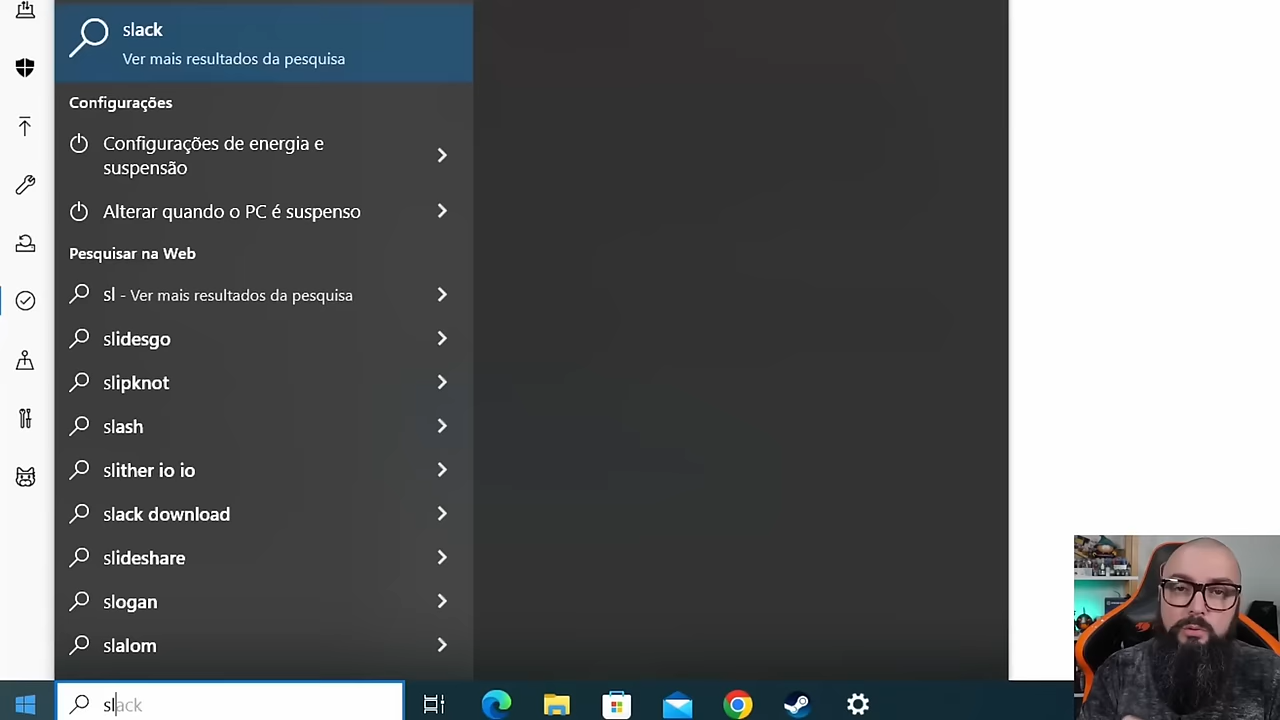 slack
Ver mais resultados da pesquisa
Configurações
Configurações de energia e
suspensão
Alterar quando o PC é suspenso
Pesquisar na Web
sl - Ver mais resultados da pesquisa
slidesgo
slipknot
slash
slither io io
slack download
slideshare
slogan
slalom
slack